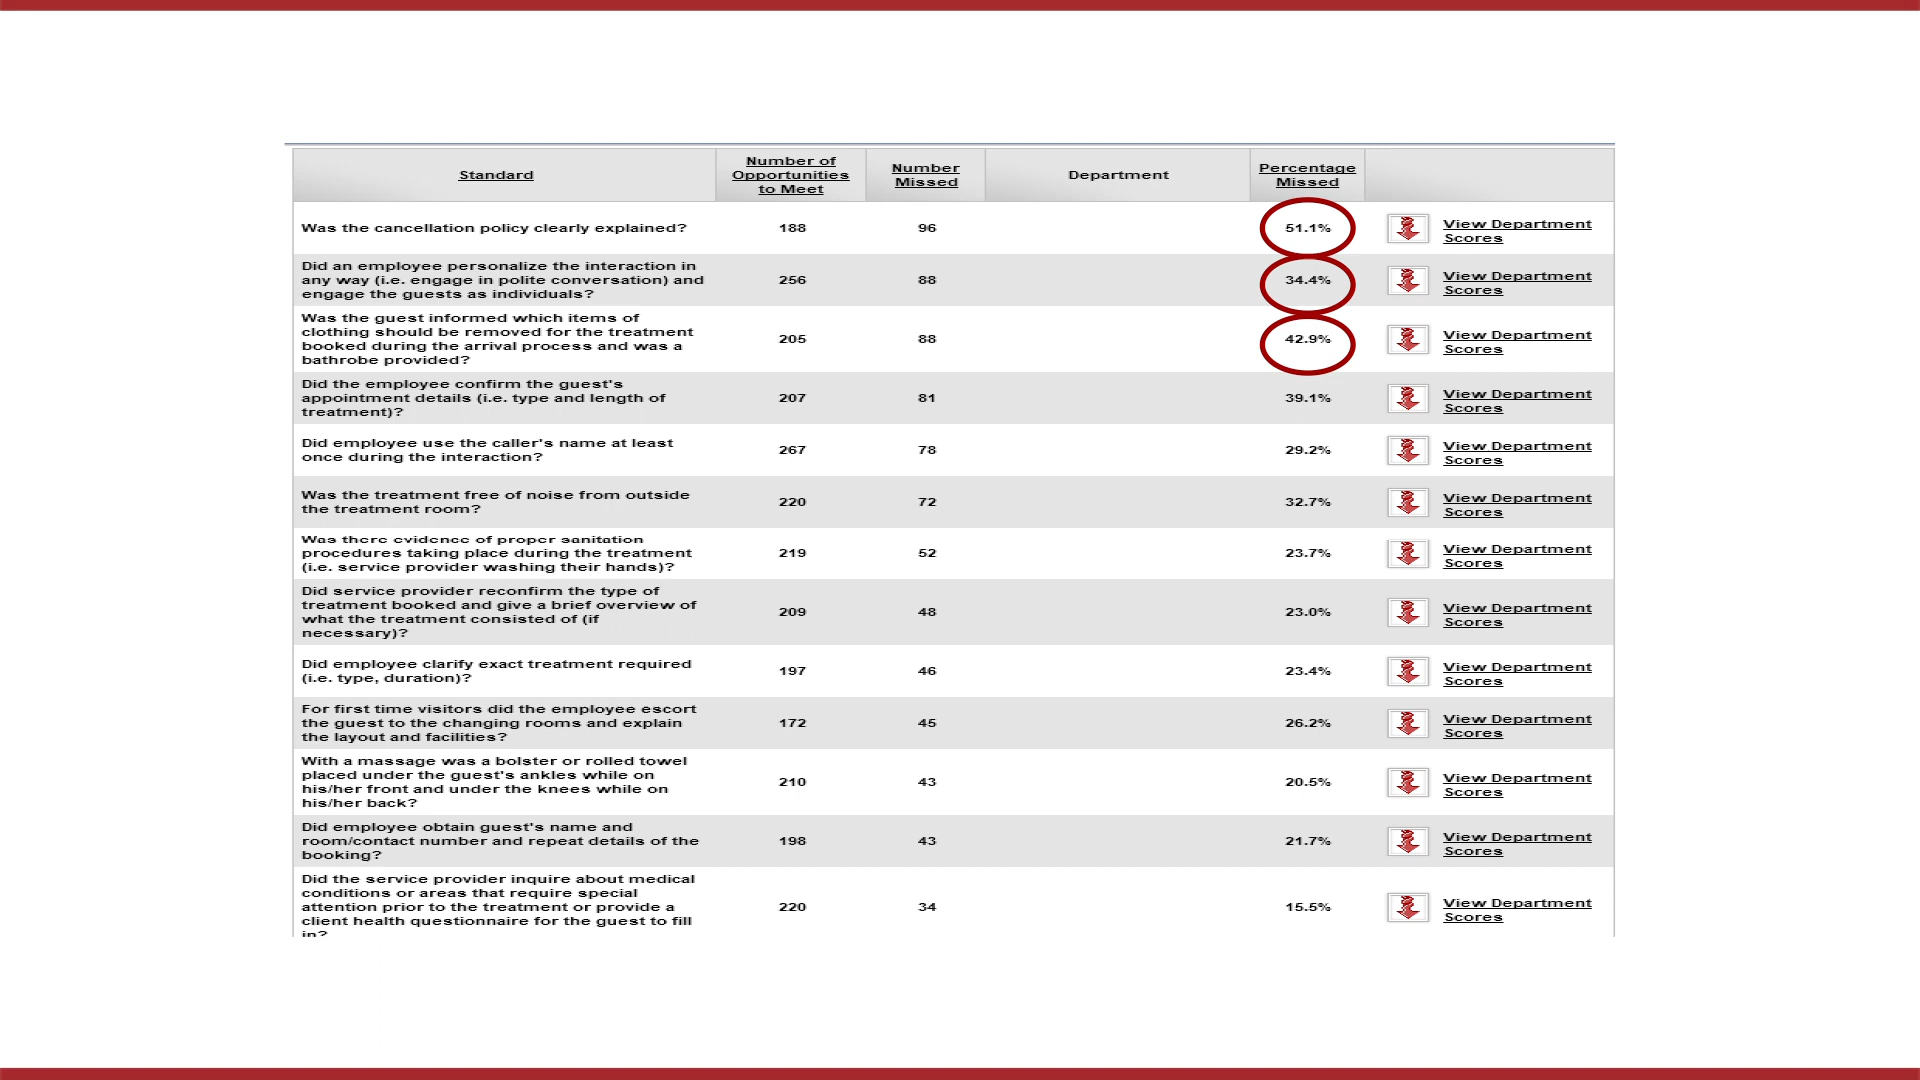 Standard
Number of
Opportunities
to Meet
Number
Missed
Department
Percentage
Missed
Was the cancellation policy clearly explained?
188
96
51.1%
View Department
Scores
Did an employee personalize the interaction in
any way (i.e. engage in polite conversation) and
engage the guests as individuals?
256
88
34.4%
View Department
Scores
Was the guest informed which items of
clothing should be removed for the treatment
booked during the arrival process and was a
bathrobe provided?
205
88
42.9%
View Department
Scores
Did the employee confirm the guest's
appointment details (i.e. type and length of
treatment)?
207
81
39.1%
View Department
Scores
Did employee use the caller's name at least
once during the interaction?
267
78
29.2%
View Department
Scores
Was the treatment free of noise from outside
the treatment room?
220
72
32.7%
View Department
Scores
Was there evidence of proper sanitation
procedures taking place during the treatment
(i.e. service provider washing their hands)?
219
52
23.7%
View Department
Scores
Did service provider reconfirm the type of
treatment booked and give a brief overview of
what the treatment consisted of (if
necessary)?
209
48
23.0%
View Department
Scores
Did employee clarify exact treatment required
(i.e. type, duration)?
197
46
23.4%
View Department
Scores
For first time visitors did the employee escort
the guest to the changing rooms and explain
the layout and facilities?
172
45
26.2%
View Department
Scores
With a massage was a bolster or rolled towel
placed under the guest's ankles while on
his/her front and under the knees while on
his/her back?
210
43
20.5%
View Department
Scores
Did employee obtain guest's name and
room/contact number and repeat details of the
booking?
198
43
21.7%
View Department
Scores
Did the service provider inquire about medical
conditions or areas that require special
attention prior to the treatment or provide a
client health questionnaire for the guest to fill
in?
220
34
15.5%
View Department
Scores